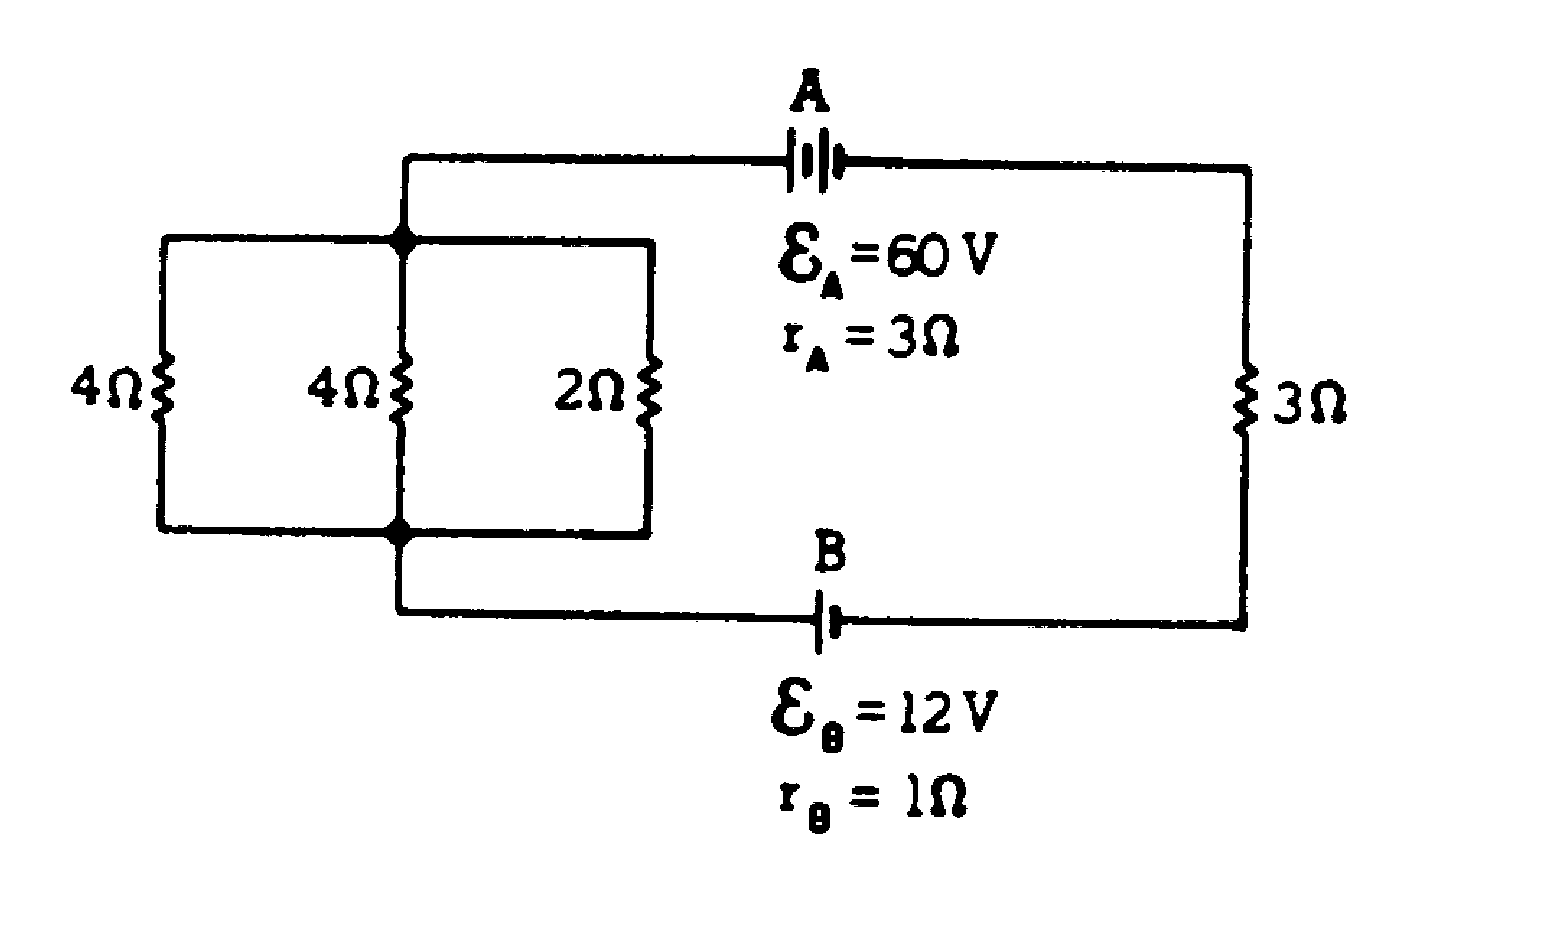 A
ℰA = 60 V
rA = 3Ω
4Ω
4Ω
2Ω
3Ω
B
ℰB = 12 V
rB = 1Ω